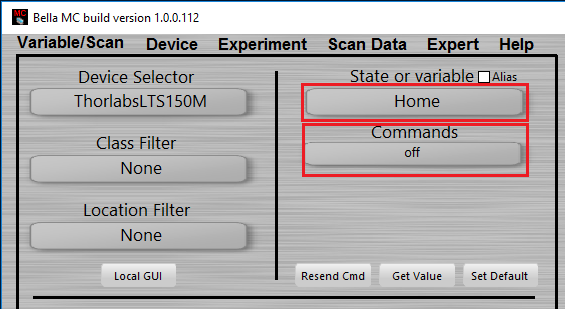 MC Bella MC build version 1.0.0.112
Variable/Scan Device Experiment Scan Data Expert Help
Device Selector
ThorlabsLTS150M
Class Filter
None
Location Filter
None
Local GUI
State or variable Alias
Home
Commands
off
Resend Cmd Get Value Set Default